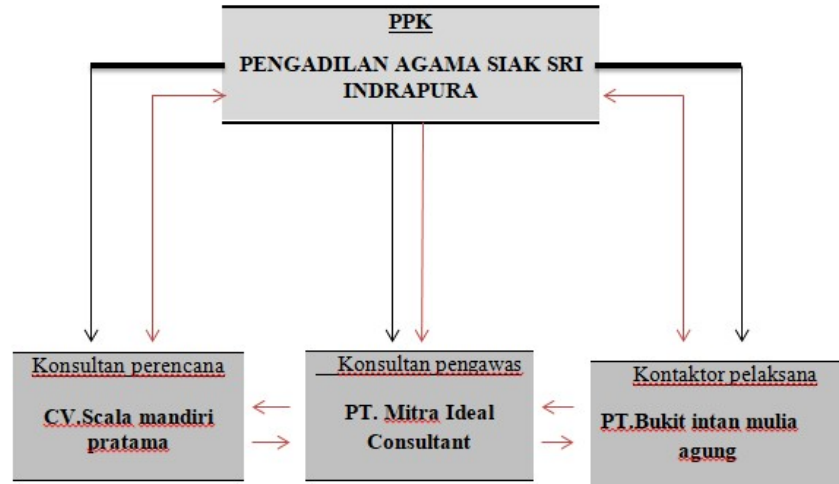 PPK
PENGADILAN AGAMA SIAK SRI
INDRAPURA
Konsultan perencana
CV.Scala mandiri
pratama
Konsultan pengawas
PT. Mitra Ideal
Consultant
Kontaktor pelaksana
PT.Bukit intan mulia
agung